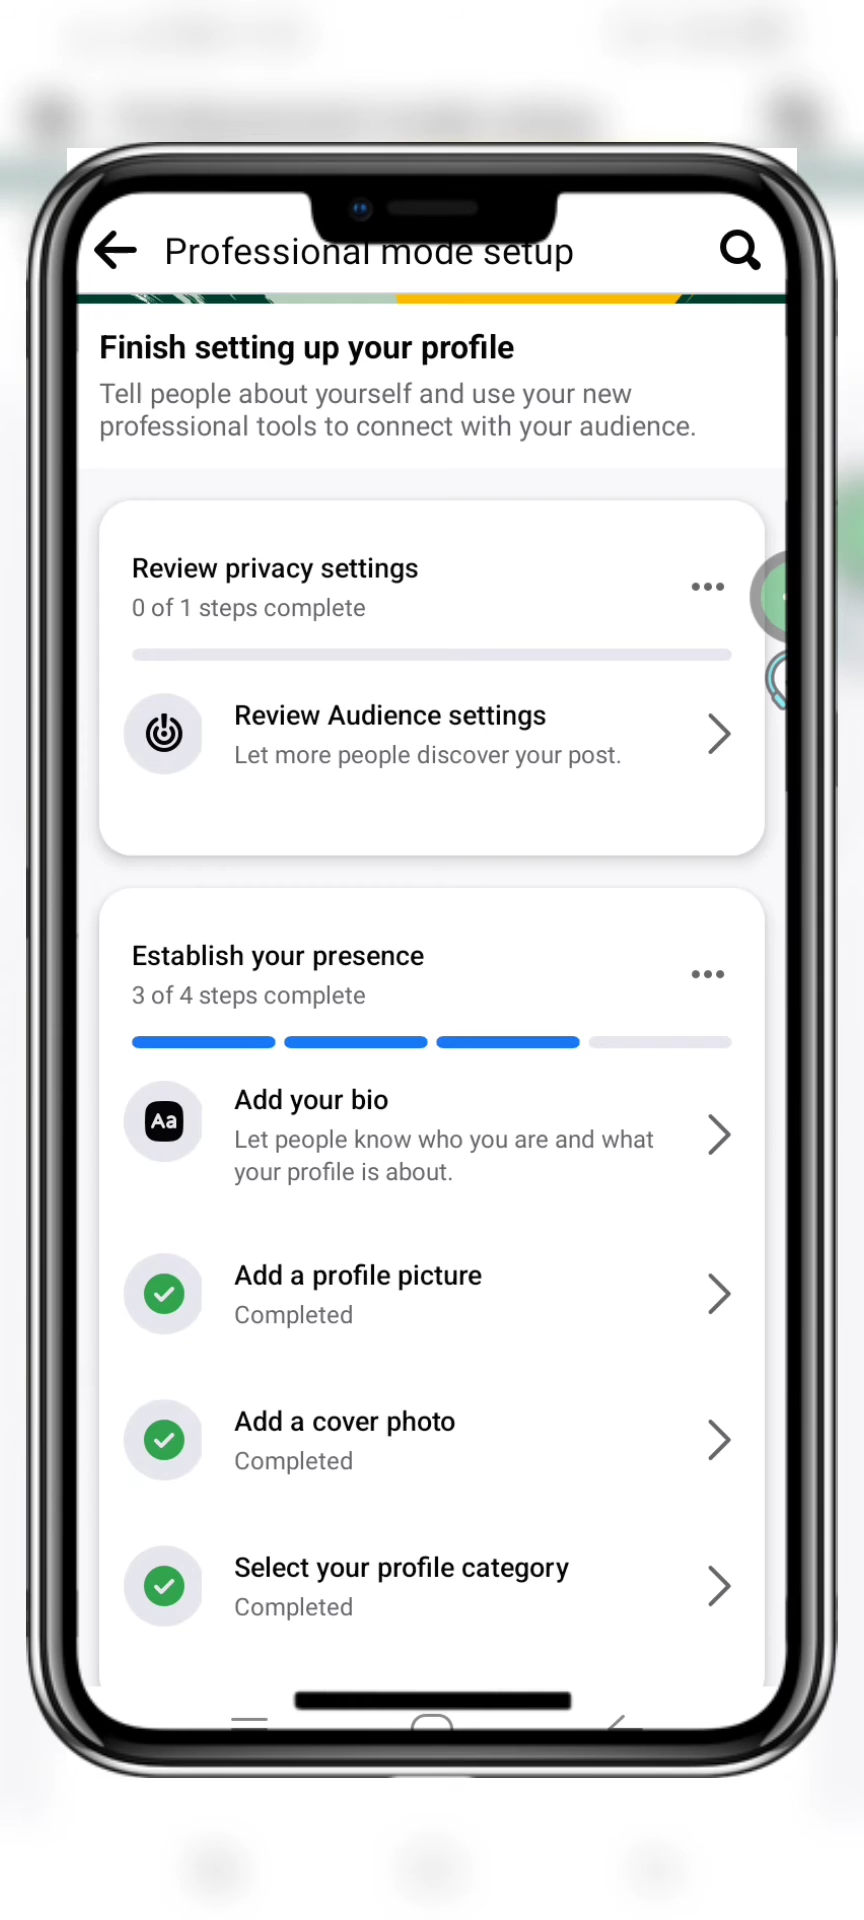 Professional mode setup
Finish setting up your profile
Tell people about yourself and use your new
professional tools to connect with your audience.
Review privacy settings
0 of 1 steps complete
Review Audience settings
Let more people discover your post.
Establish your presence
3 of 4 steps complete
Aa
Add your bio
Let people know who you are and what
your profile is about.
Add a profile picture
Completed
Add a cover photo
Completed
Select your profile category
Completed